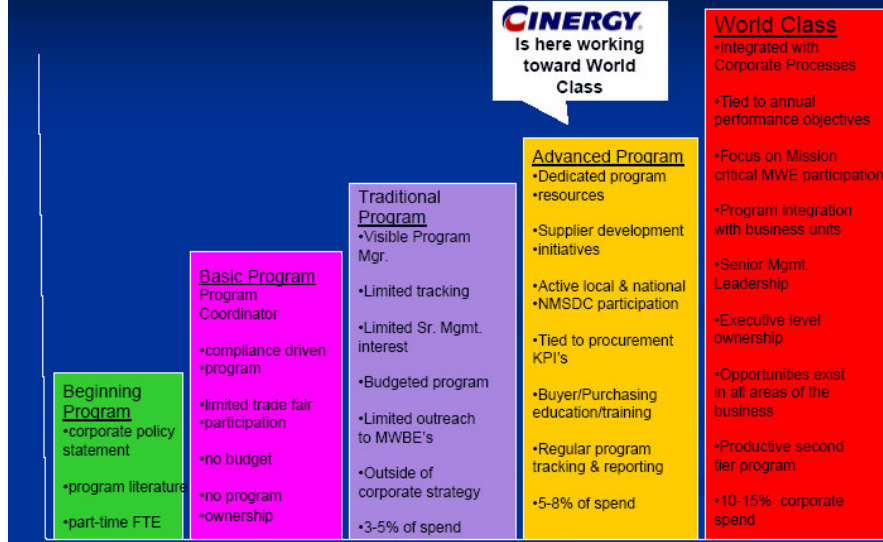 CINERGY.
Is here working
toward World
Class
Beginning
Program
•corporate policy
statement
•program literature
•part-time FTE
Basic Program
Program
Coordinator
•compliance driven
•program
•limited trade fair
•participation
•no budget
•no program
•ownership
Traditional
Program
•Visible Program
Mgr.
•Limited tracking
•Limited Sr. Mgmt.
interest
•Budgeted program
•Limited outreach
to MWBE's
•Outside of
corporate strategy
•3-5% of spend
Advanced Program
•Dedicated program
•resources
•Supplier development
•initiatives
•Active local & national
•NMSDC participation
•Tied to procurement
KPI's
•Buyer/Purchasing
education/training
•Regular program
tracking & reporting
•5-8% of spend
World Class
•Integrated with
Corporate Processes
•Tied to annual
performance objectives
•Focus on Mission
critical MWE participation
•Program integration
with business units
•Senior Mgmt.
Leadership
•Executive level
ownership
•Opportunities exist
in all areas of the
business
•Productive second
tier program
•10-15% corporate
spend